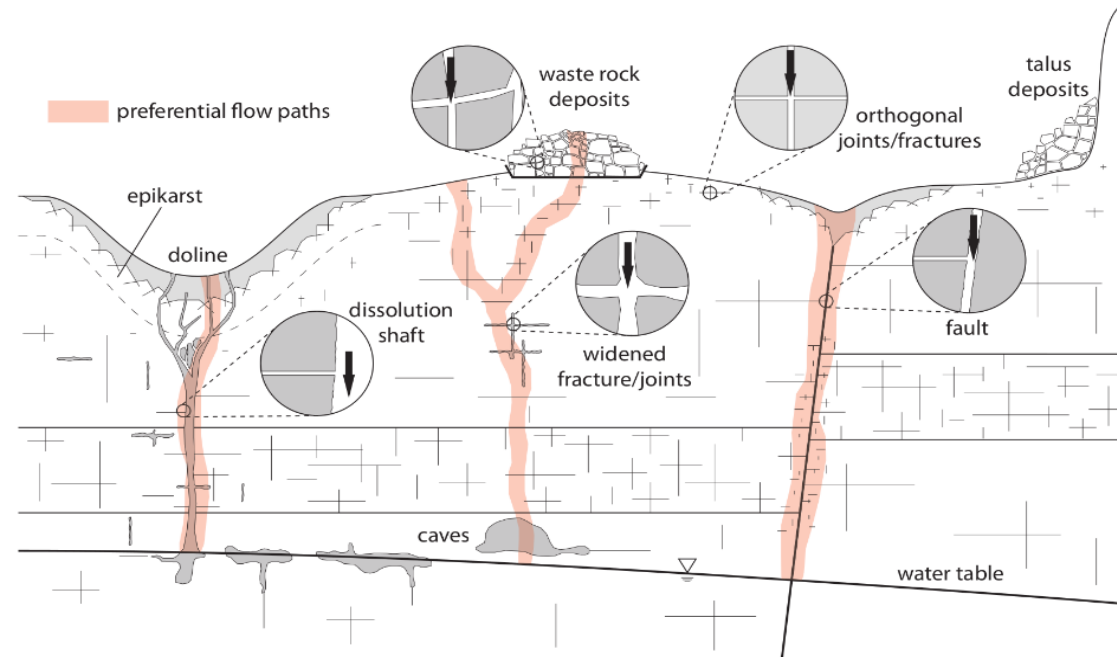 waste rock
deposits
talus
deposits
preferential flow paths
orthogonal
joints/fractures
epikarst
doline
dissolution
shaft
fault
widened
fracture/joints
caves
water table